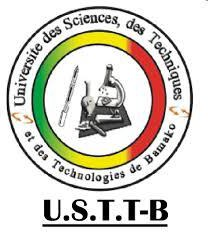 Université des Sciences, des Techniques
et des Technologies de Bamako
U.S.T.T-B